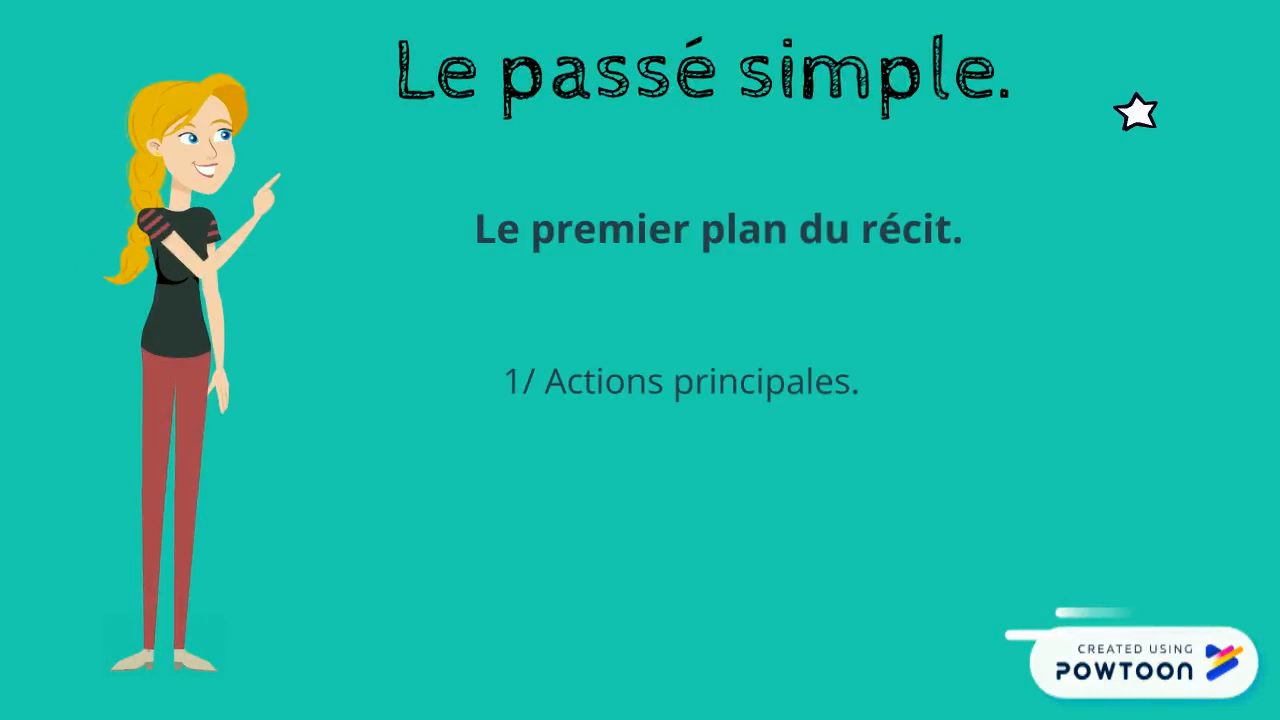 Le passé simple.
Le premier plan du récit.
1/ Actions principales.
CREATED USING
POWTOON